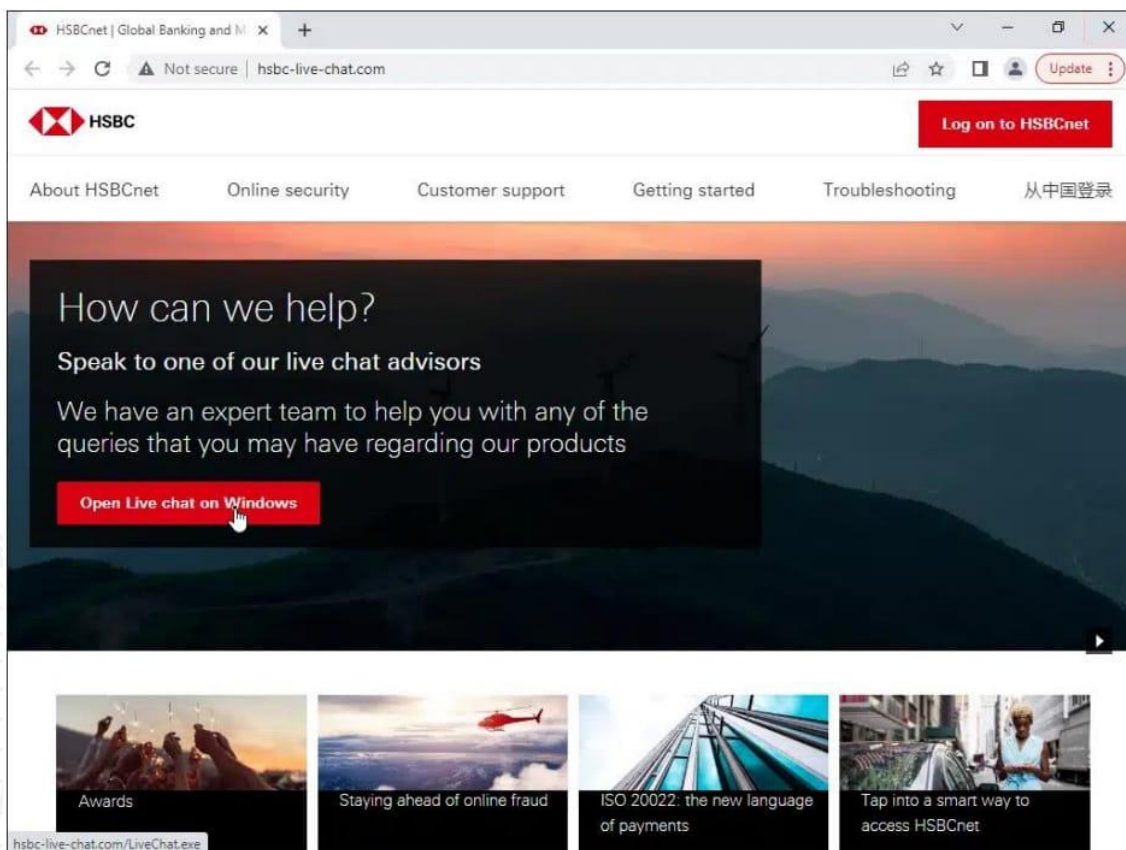 HSBCnet | Global Banking and M
Not secure | hsbc-live-chat.com
Update
HSBC
Log on to HSBCnet
About HSBCnet Online security Customer support Getting started Troubleshooting 从中国登录
How can we help?
Speak to one of our live chat advisors
We have an expert team to help you with any of the
queries that you may have regarding our products
Open Live chat on Windows
Awards
Staying ahead of online fraud
ISO 20022: the new language
of payments
Tap into a smart way to
access HSBCnet
hsbc-live-chat.com/LiveChat.exe